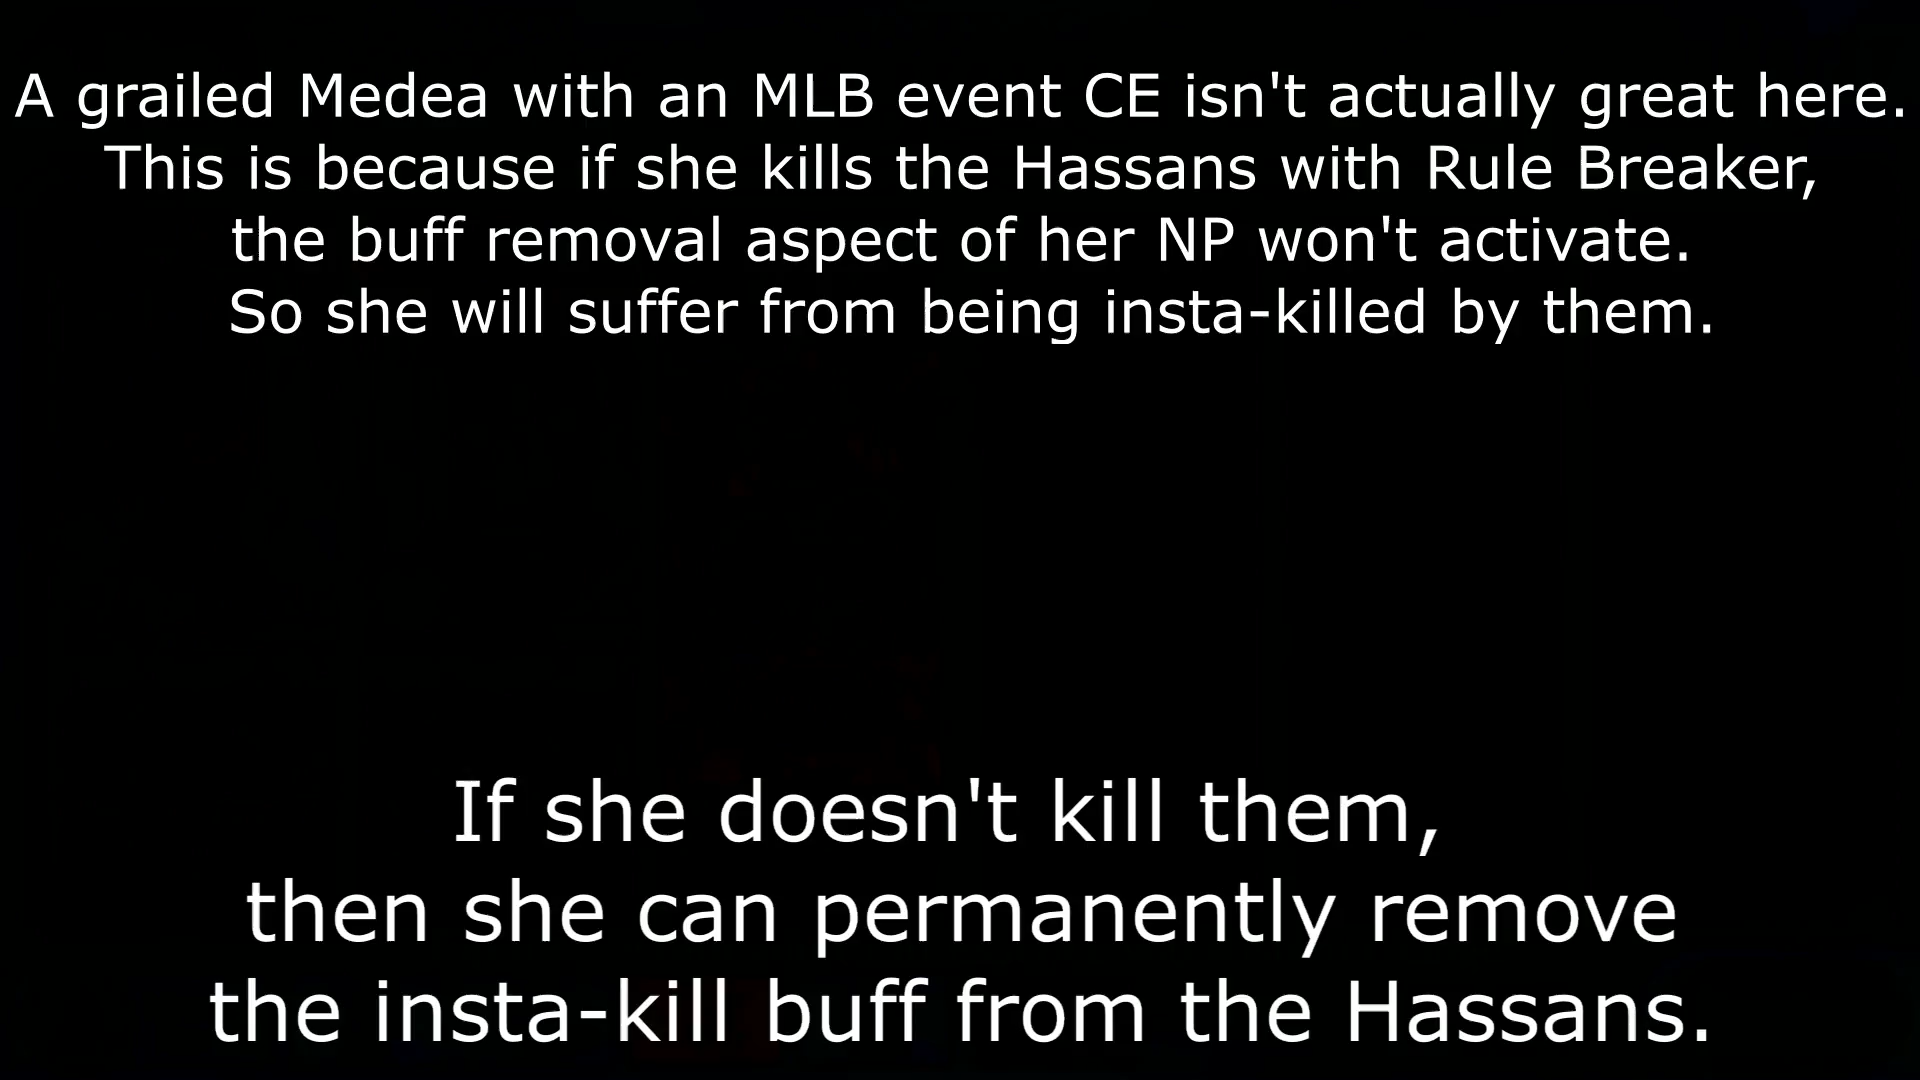 A grailed Medea with an MLB event CE isn't actually great here.
This is because if she kills the Hassans with Rule Breaker,
the buff removal aspect of her NP won't activate.
So she will suffer from being insta-killed by them.
If she doesn't kill them,
then she can permanently remove
the insta-kill buff from the Hassans.